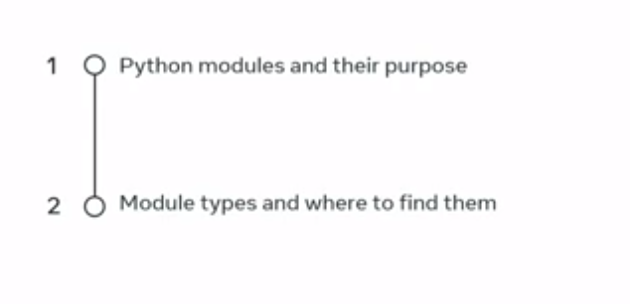 1 Python modules and their purpose
2 Module types and where to find them